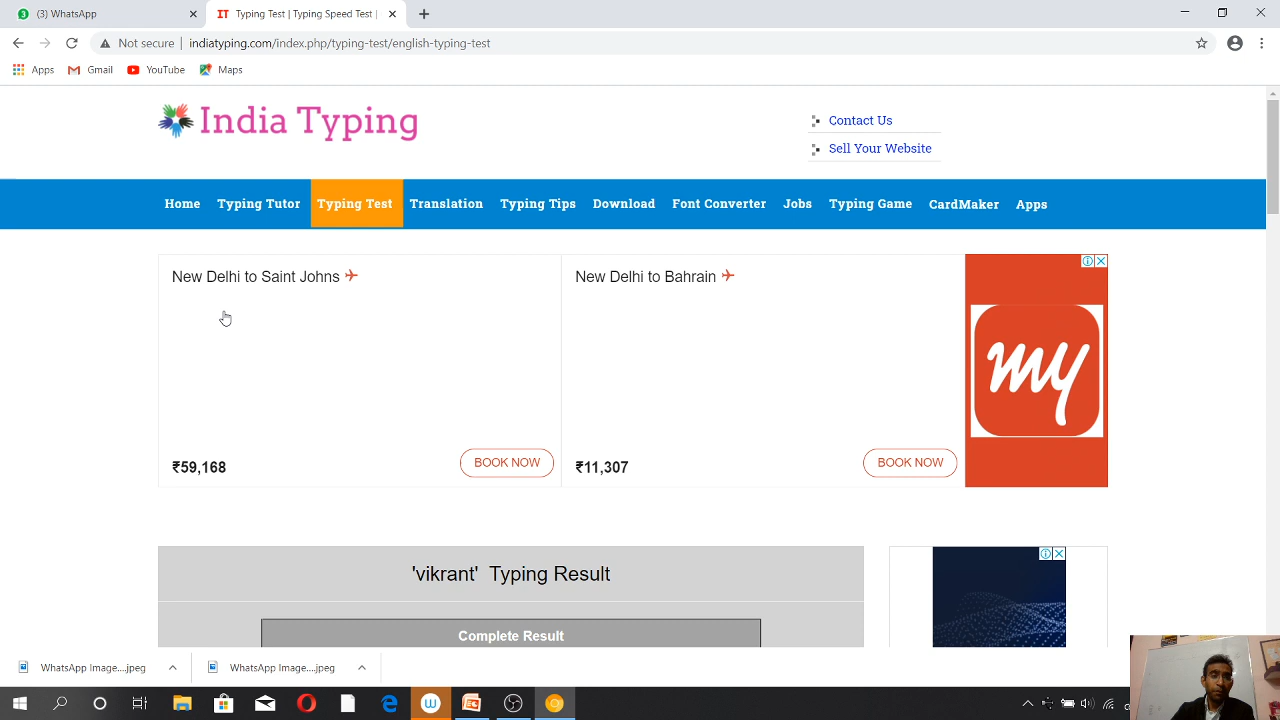 3
(3) WhatsApp
IT
Typing Test | Typing Speed Test |
Not secure | indiatyping.com/index.php/typing-test/english-typing-test
Apps
Gmail
YouTube
Maps
India Typing
Contact Us
Sell Your Website
Home
Typing Tutor
Typing Test
Translation
Typing Tips
Download
Font Converter
Jobs
Typing Game
CardMaker
Apps
New Delhi to Saint Johns
₹59,168
BOOK NOW
New Delhi to Bahrain
₹11,307
BOOK NOW
my
'vikrant' Typing Result
Complete Result
WhatsApp Image....jpeg
WhatsApp Image....jpeg